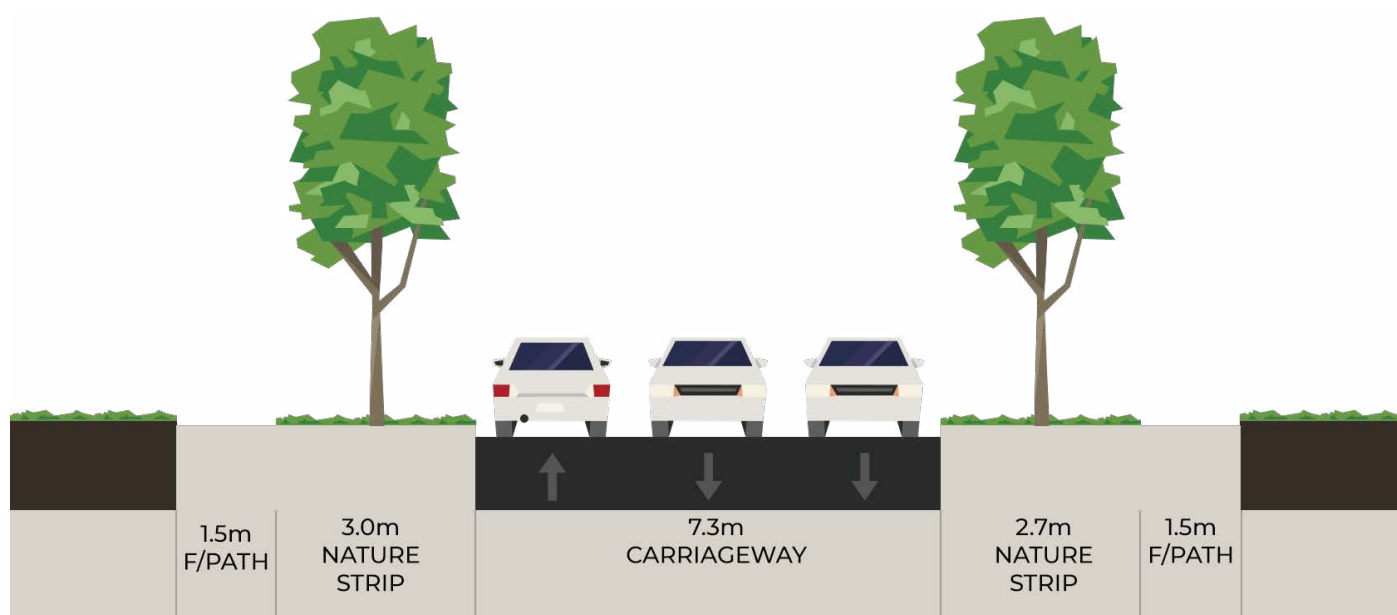 1.5m
F/PATH
3.0m
NATURE
STRIP
7.3m
CARRIAGEWAY
2.7m
NATURE
STRIP
1.5m
F/PATH